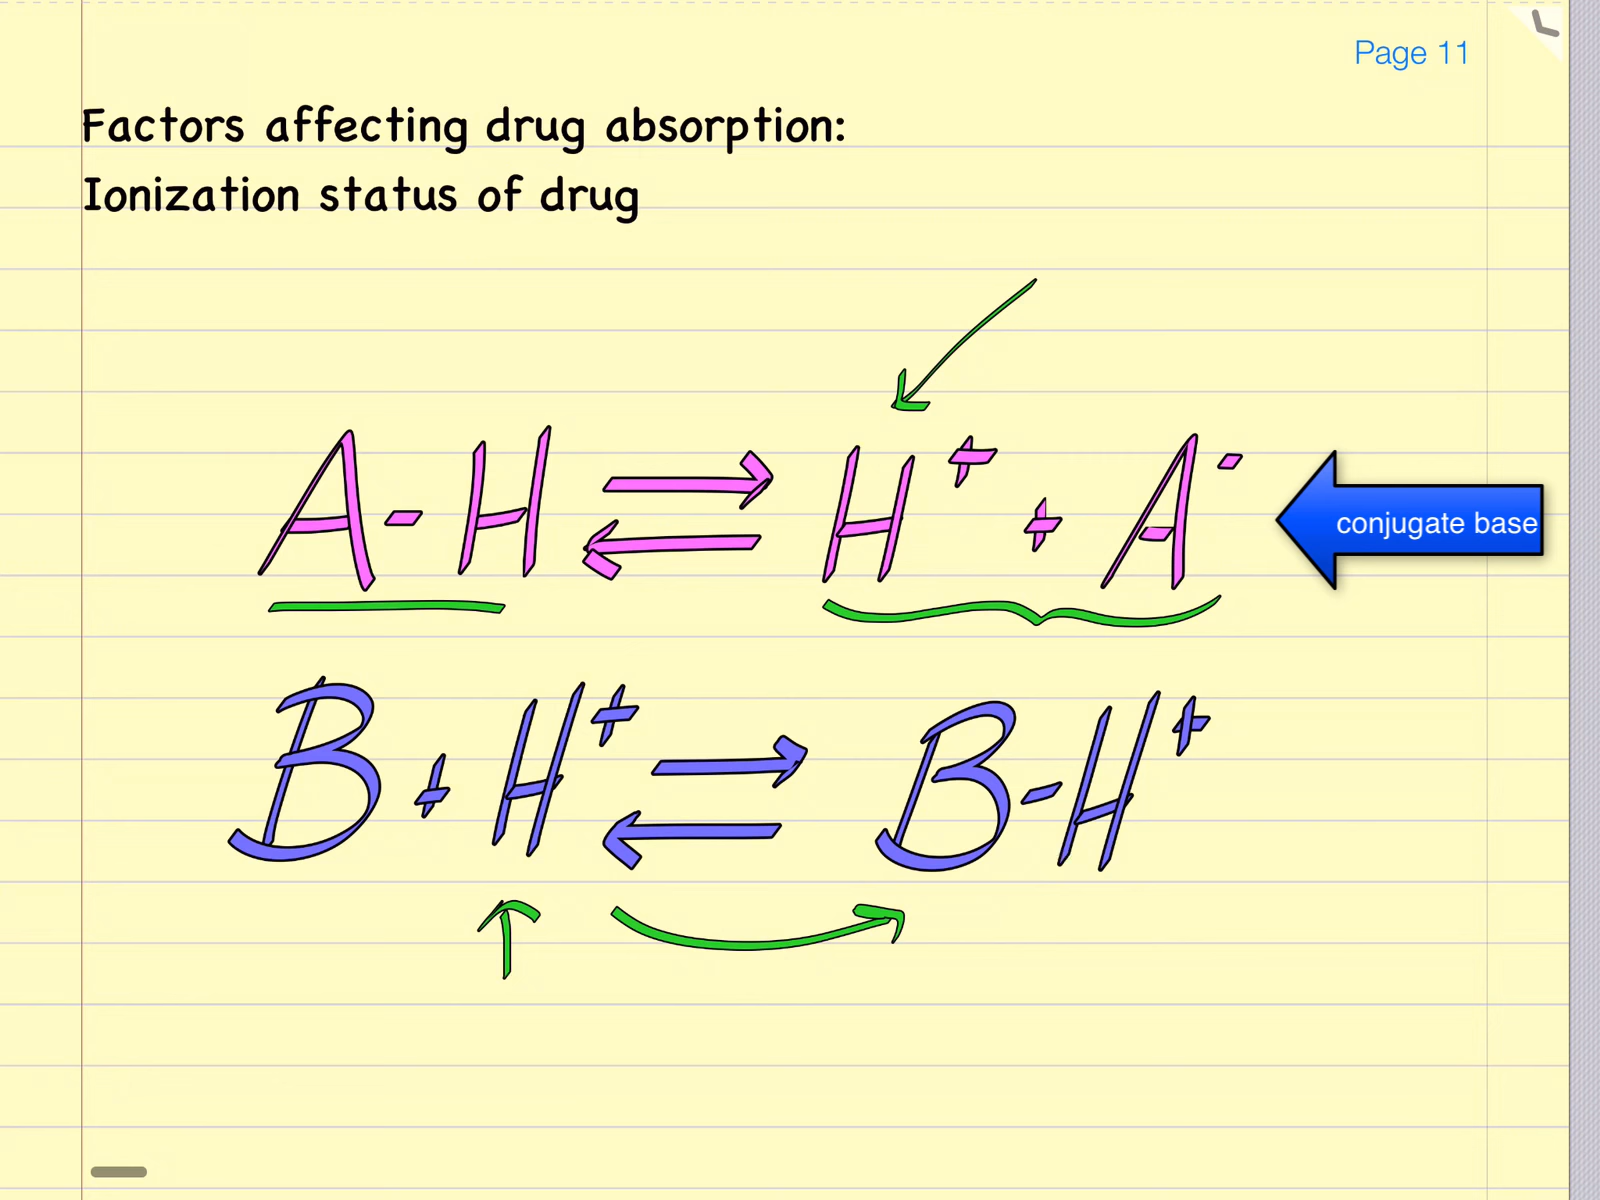 Page 11
Factors affecting drug absorption:
Ionization status of drug
A-H ⇌ H⁺ + A⁻
conjugate base
B + H⁺ ⇌ B-H⁺